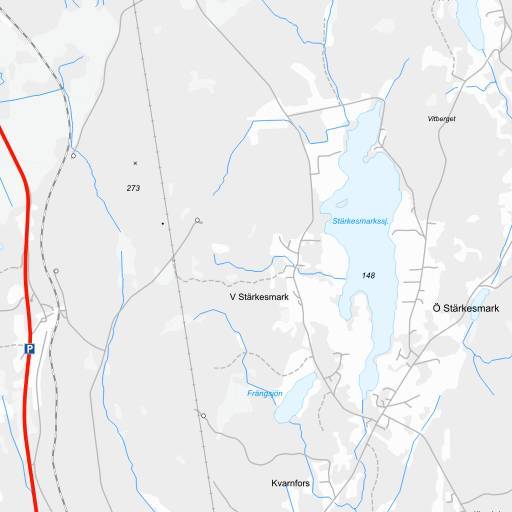 Vitberget
273
Stärkesmarkssj.
148
V Stärkesmark
Ö Stärkesmark
P
Frängsjön
Kvarnfors